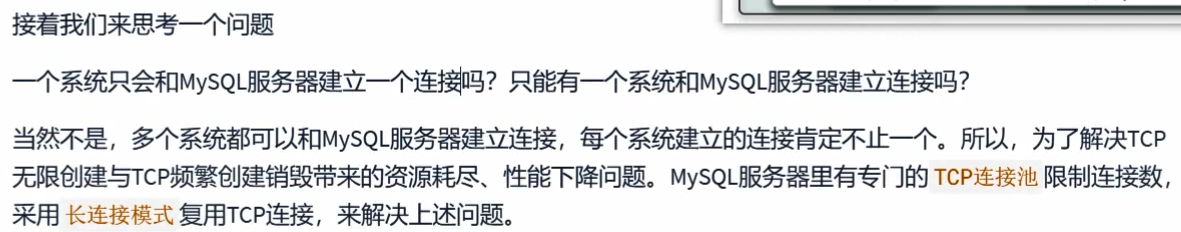 接着我们来思考一个问题
一个系统只会和MySQL服务器建立一个连接吗？只能有一个系统和MySQL服务器建立连接吗？
当然不是，多个系统都可以和MySQL服务器建立连接，每个系统建立的连接肯定不止一个。所以，为了解决TCP
无限创建与TCP频繁创建销毁带来的资源耗尽、性能下降问题。MySQL服务器里有专门的 TCP连接池 限制连接数，
采用 长连接模式 复用TCP连接，来解决上述问题。